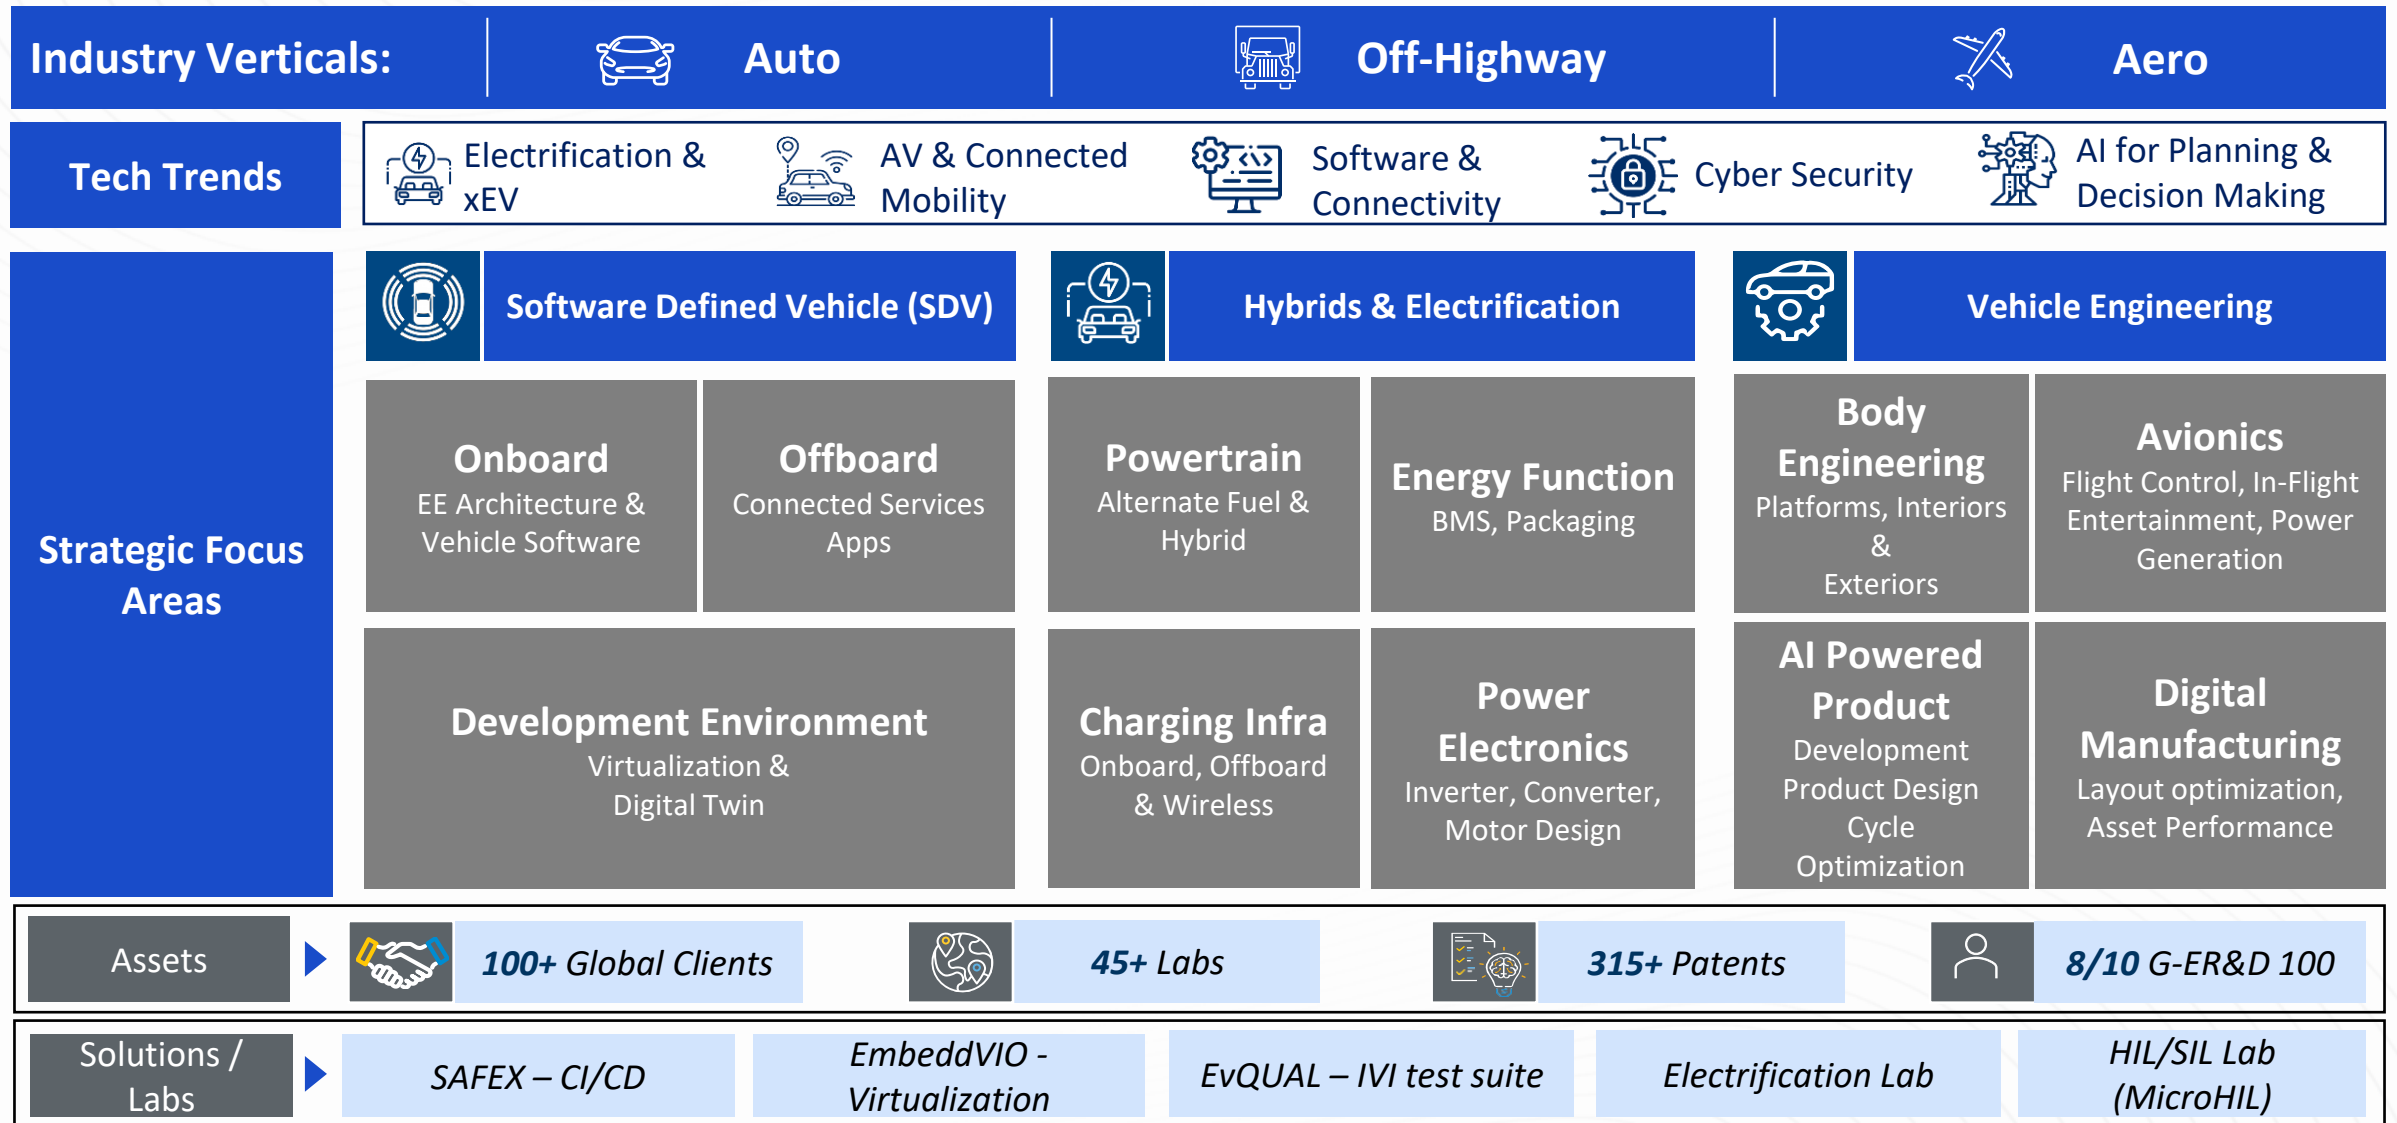 Industry Verticals:
Auto
Off-Highway
Aero
Tech Trends
Electrification &
xEV
AV & Connected
Mobility
Software &
Connectivity
Cyber Security
AI for Planning &
Decision Making
Strategic Focus
Areas
Software Defined Vehicle (SDV)
Onboard
EE Architecture &
Vehicle Software
Offboard
Connected Services
Apps
Development Environment
Virtualization &
Digital Twin
Hybrids & Electrification
Powertrain
Alternate Fuel &
Hybrid
Energy Function
BMS, Packaging
Charging Infra
Onboard, Offboard
& Wireless
Power
Electronics
Inverter, Converter,
Motor Design
Vehicle Engineering
Body
Engineering
Platforms, Interiors
&
Exteriors
Avionics
Flight Control, In-Flight
Entertainment, Power
Generation
AI Powered
Product
Development
Product Design
Cycle
Optimization
Digital
Manufacturing
Layout optimization,
Asset Performance
Assets
100+ Global Clients
45+ Labs
315+ Patents
8/10 G-ER&D 100
Solutions /
Labs
SAFEX – CI/CD
EmbeddVIO -
Virtualization
EvQUAL – IVI test suite
Electrification Lab
HIL/SIL Lab
(MicroHIL)